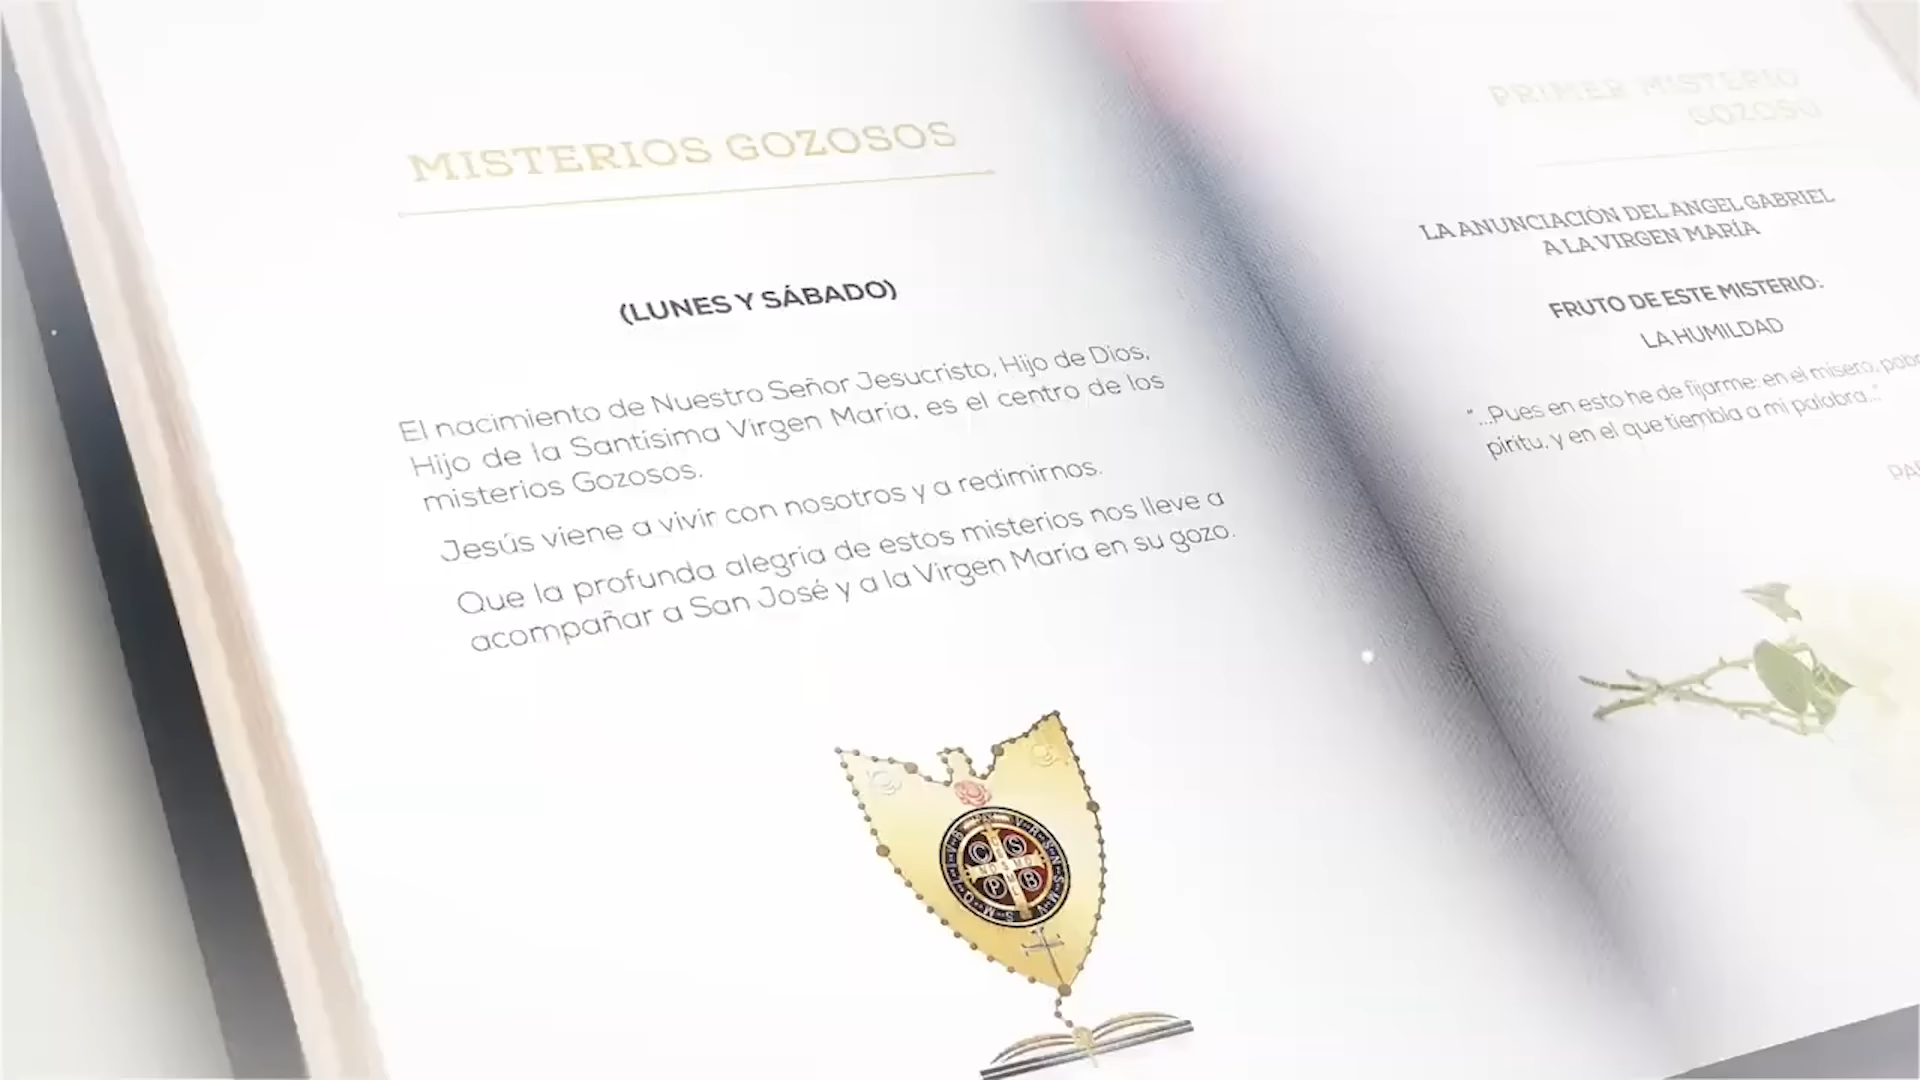 MISTERIOS GOZOSOS
(LUNES Y SÁBADO)
El nacimiento de Nuestro Señor Jesucristo, Hijo de Dios,
Hijo de la Santísima Virgen María, es el centro de los
misterios Gozosos.
Jesús viene a vivir con nosotros y a redimirnos.
Que la profunda alegría de estos misterios nos lleve a
acompañar a San José y a la Virgen María en su gozo.
C S
P B
PRIMER MISTERIO
GOZOSO
LA ANUNCIACIÓN DEL ANGEL GABRIEL
A LA VIRGEN MARÍA
FRUTO DE ESTE MISTERIO:
LA HUMILDAD
"...Pues en esto he de fijarme: en el mísero, pobr
píritu, y en el que tiembla a mi palabra..."